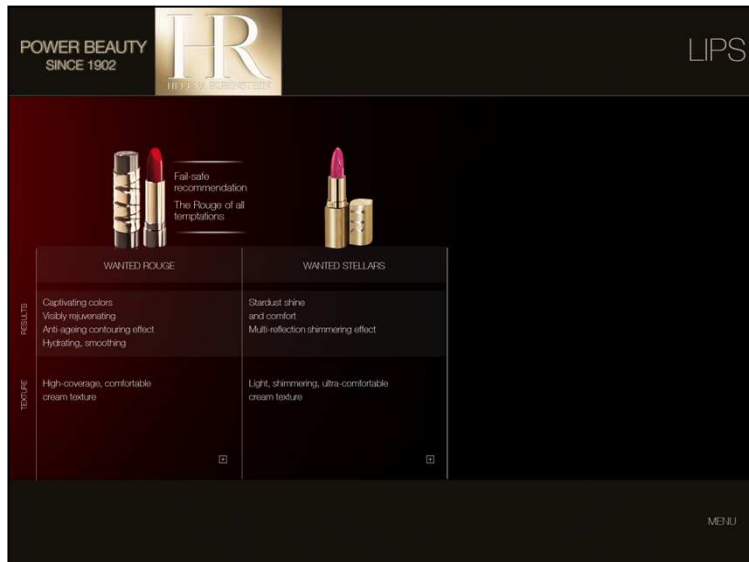 POWER BEAUTY
SINCE 1902
HR
HELENA RUBINSTEIN
LIPS
Fail-safe
recommendation
The Rouge of all
temptations
WANTED ROUGE
WANTED STELLARS
RESULTS
Captivating colors
Visibly rejuvenating
Anti-ageing contouring effect
Hydrating, smoothing
Stardust shine
and comfort
Multi-reflection shimmering effect
TEXTURE
High-coverage, comfortable
cream texture
Light, shimmering, ultra-comfortable
cream texture
MENU